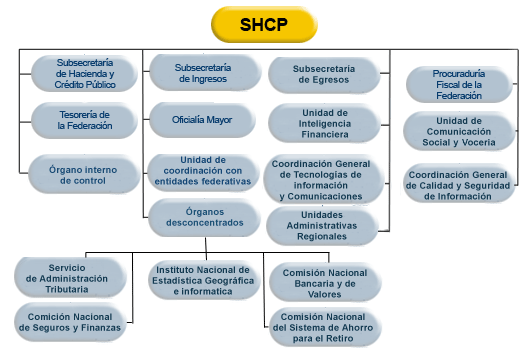 SHCP
Subsecretaría
de Hacienda y
Crédito Público
Subsecretaría
de Ingresos
Subsecretaria
de Egresos
Procuraduría
Fiscal de la
Federación
Tesorería de
la Federación
Oficialía Mayor
Unidad de
Inteligencia
Financiera
Unidad de
Comunicación
Social y Vocería
Órgano interno
de control
Unidad de
coordinación con
entidades federativas
Coordinación General
de Tecnologías de
información
y Comunicaciones
Coordinación General
de Calidad y Seguridad
de Información
Órganos
desconcentrados
Unidades
Administrativas
Regionales
Servicio
de Administración
Tributaria
Instituto Nacional de
Estadistica Geográfica
e informatica
Comisión Nacional
Bancaria y de
Valores
Comición Nacional
de Seguros y Finanzas
Comisión Nacional
del Sistema de Ahorro
para el Retiro